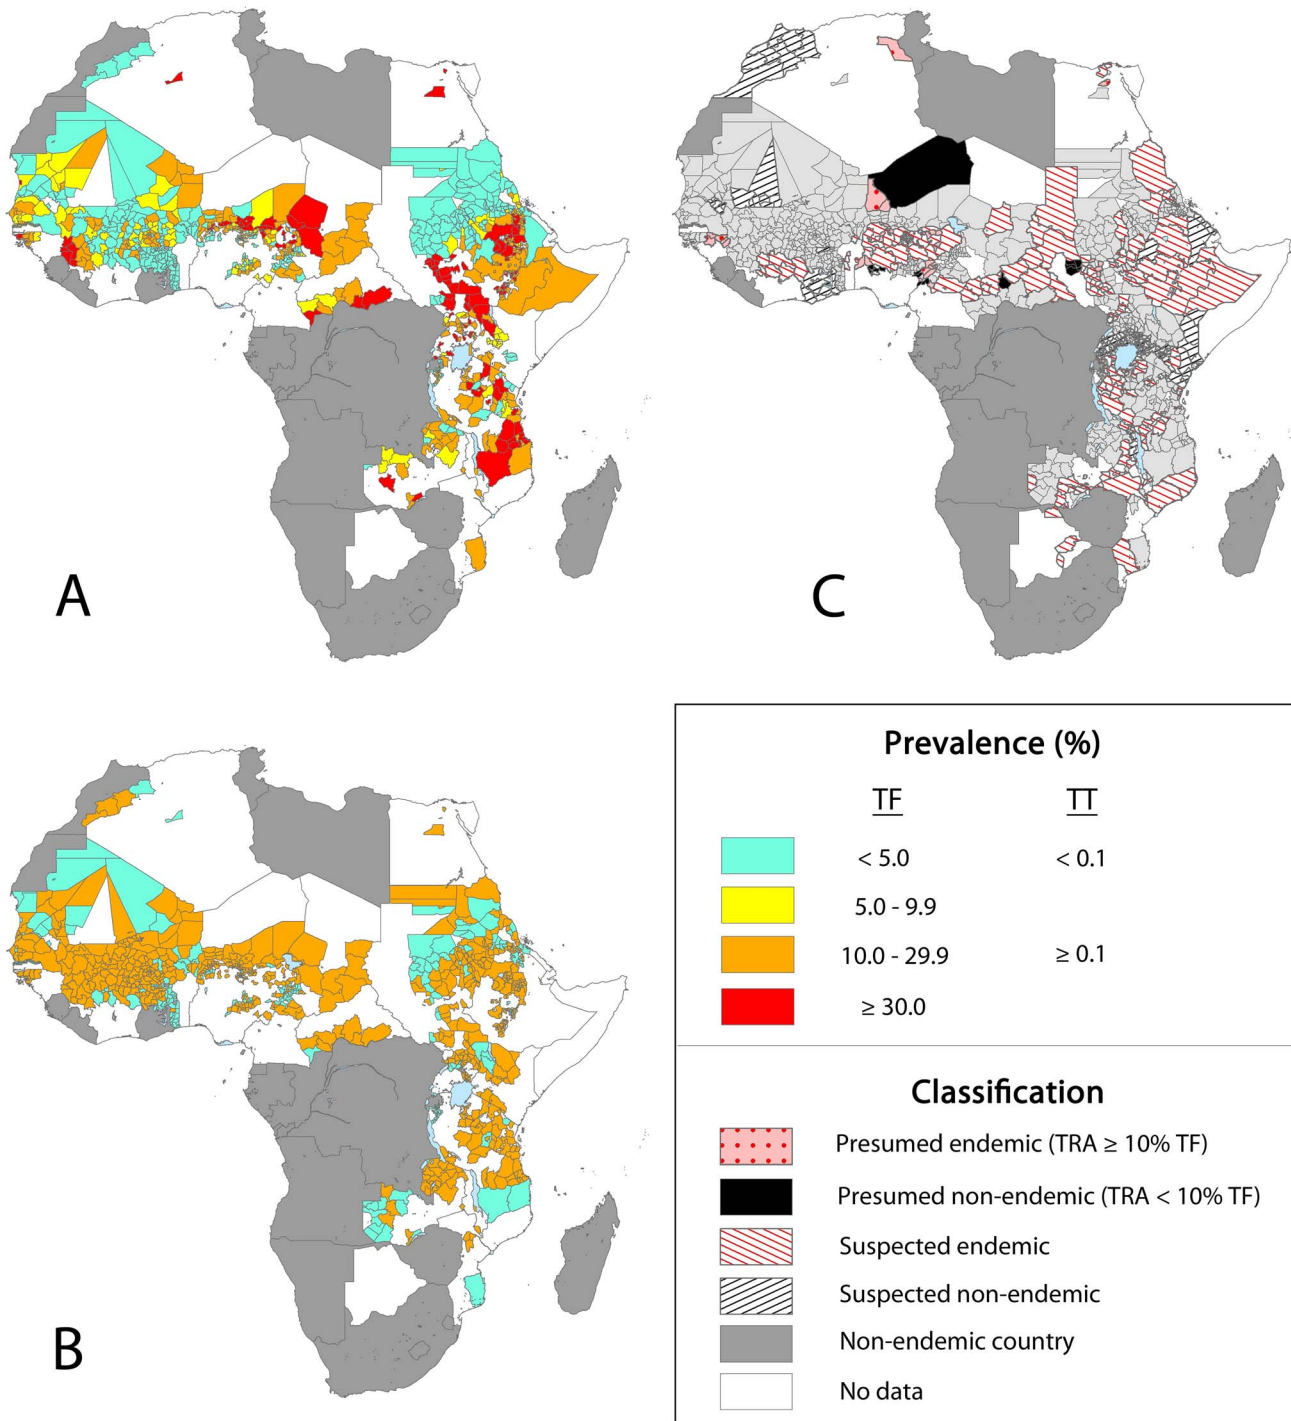 A
C
B
Prevalence (%)
TF TT
< 5.0 < 0.1
5.0 - 9.9
10.0 - 29.9 ≥ 0.1
≥ 30.0
Classification
Presumed endemic (TRA ≥ 10% TF)
Presumed non-endemic (TRA < 10% TF)
Suspected endemic
Suspected non-endemic
Non-endemic country
No data